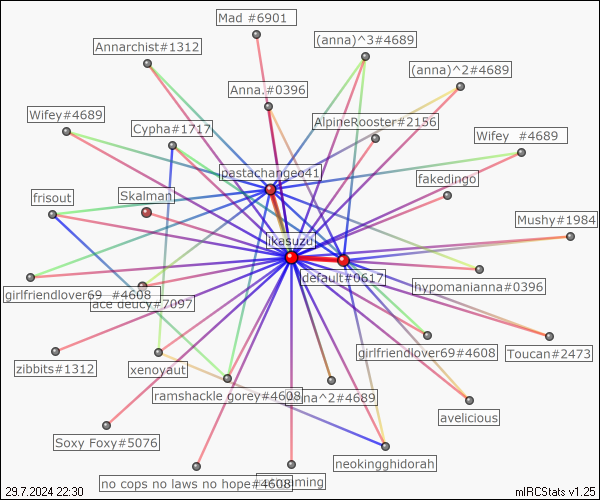 Mad #6901
Annarchist#1312
(anna)^3#4689
(anna)^2#4689
Anna.#0396
Wifey#4689
Cypha#1717
AlpineRooster#2156
Wifey #4689
pastachangeo41
fakedingo
frisout
Skalman
Mushy#1984
ikasuzu
default#0617
hypomanianna#0396
girlfriendlover69 #4608
ace deucy#7097
girlfriendlover69#4608
Toucan#2473
zibbits#1312
xenoyaut
ramshackle gorey#4608
anna^2#4689
avelicious
Soxy Foxy#5076
neokingghidorah
no cops no laws no hope#4608
29.7.2024 22:30
mIRCStats v1.25